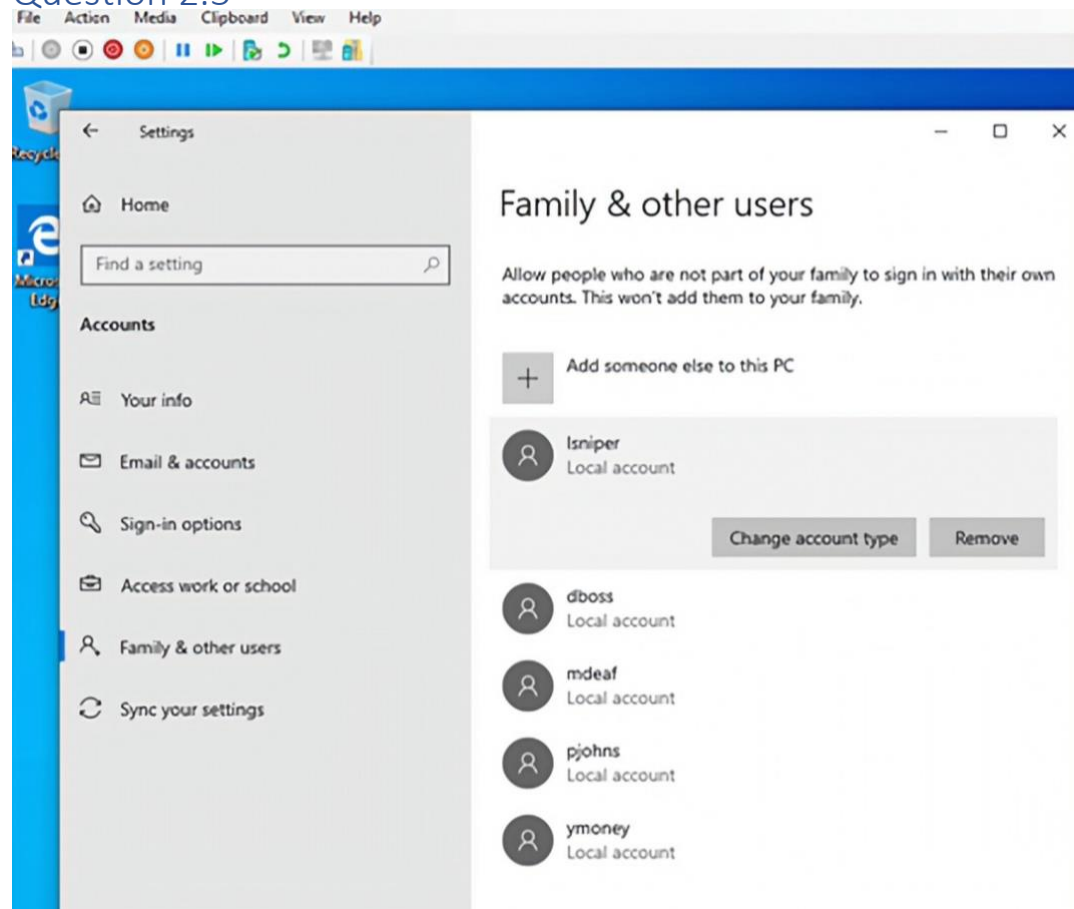 Question 2.3
File Action Media Clipboard View Help
Recycle
Micros
Edg
Settings
Home
Find a setting
Accounts
Your info
Email & accounts
Sign-in options
Access work or school
Family & other users
Sync your settings
Family & other users
Allow people who are not part of your family to sign in with their own
accounts. This won't add them to your family.
Add someone else to this PC
lsniper
Local account
Change account type Remove
dboss
Local account
mdeaf
Local account
pjohns
Local account
ymoney
Local account